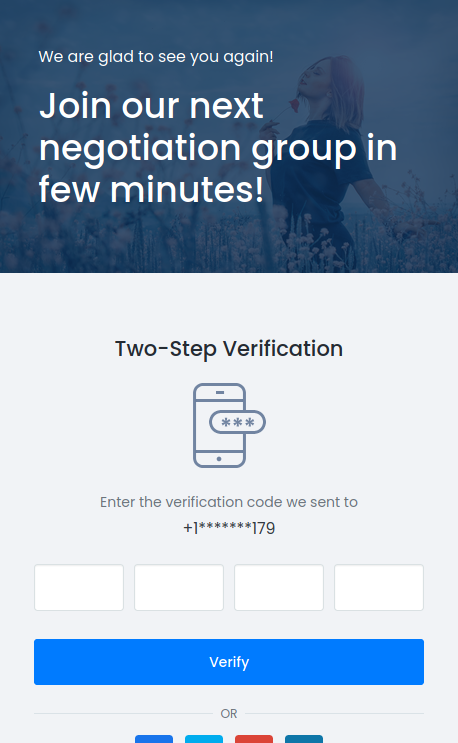 We are glad to see you again!
Join our next
negotiation group in
few minutes!
Two-Step Verification
***
Enter the verification code we sent to
+1*******179
Verify
OR